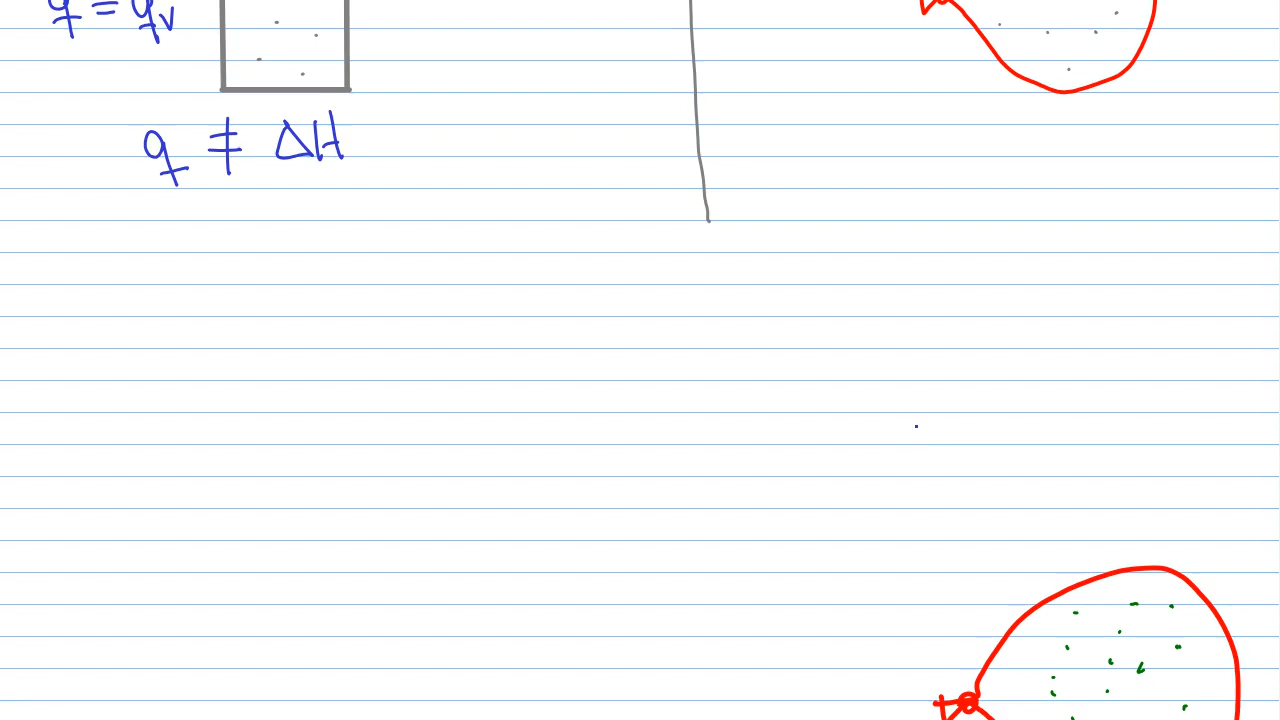 q = qv
q ≠ ΔH